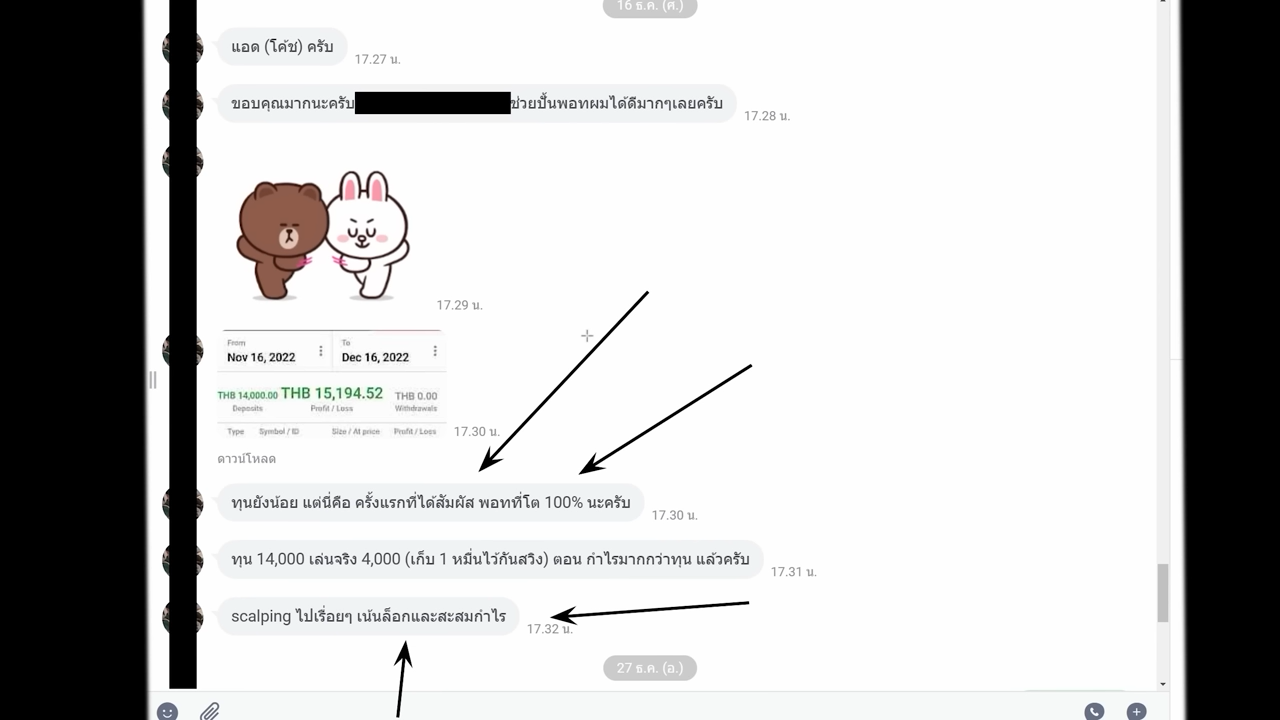 16 ธ.ค. (ศ.)
แอด (โค้ช) ครับ
17.27 น.
ขอบคุณมากนะครับ ช่วยปั้นพอทผมได้ดีมากๆเลยครับ
17.28 น.
17.29 น.
From To
Nov 16, 2022 Dec 16, 2022
THB 14,000.00 THB 15,194.52 THB 0.00
Deposits Profit / Loss Withdrawals
Type Symbol / ID Size / At price Profit / Loss
17.30 น.
ดาวน์โหลด
ทุนยังน้อย แต่นี่คือ ครั้งแรกที่ได้สัมผัส พอทที่โต 100% นะครับ
17.30 น.
ทุน 14,000 เล่นจริง 4,000 (เก็บ 1 หมื่นไว้กันสวิง) ตอน กำไรมากกว่าทุน แล้วครับ
17.31 น.
scalping ไปเรื่อยๆ เน้นล็อกและสะสมกำไร
17.32 น.
27 ธ.ค. (อ.)